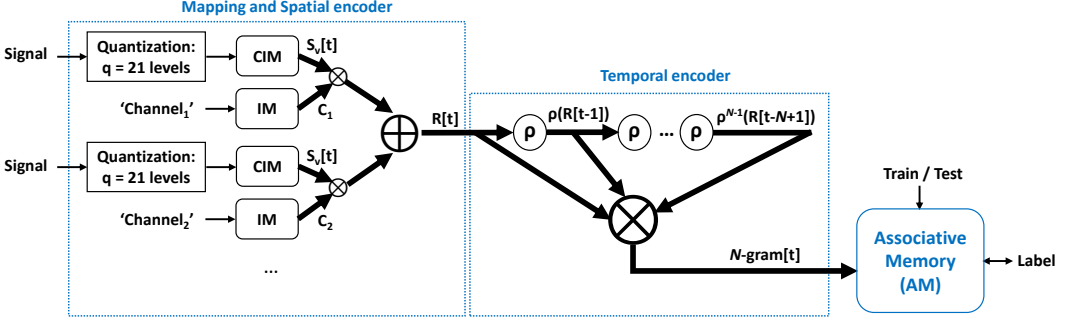 Mapping and Spatial encoder
Signal
Quantization:
q = 21 levels
CIM
Sv[t]
‘Channel1’
IM
C1
Signal
Quantization:
q = 21 levels
CIM
Sv[t]
‘Channel2’
IM
C2
...
R[t]
Temporal encoder
ρ
ρ(R[t-1])
ρ
...
ρ
ρN-1(R[t-N+1])
N-gram[t]
Train / Test
Associative
Memory
(AM)
Label